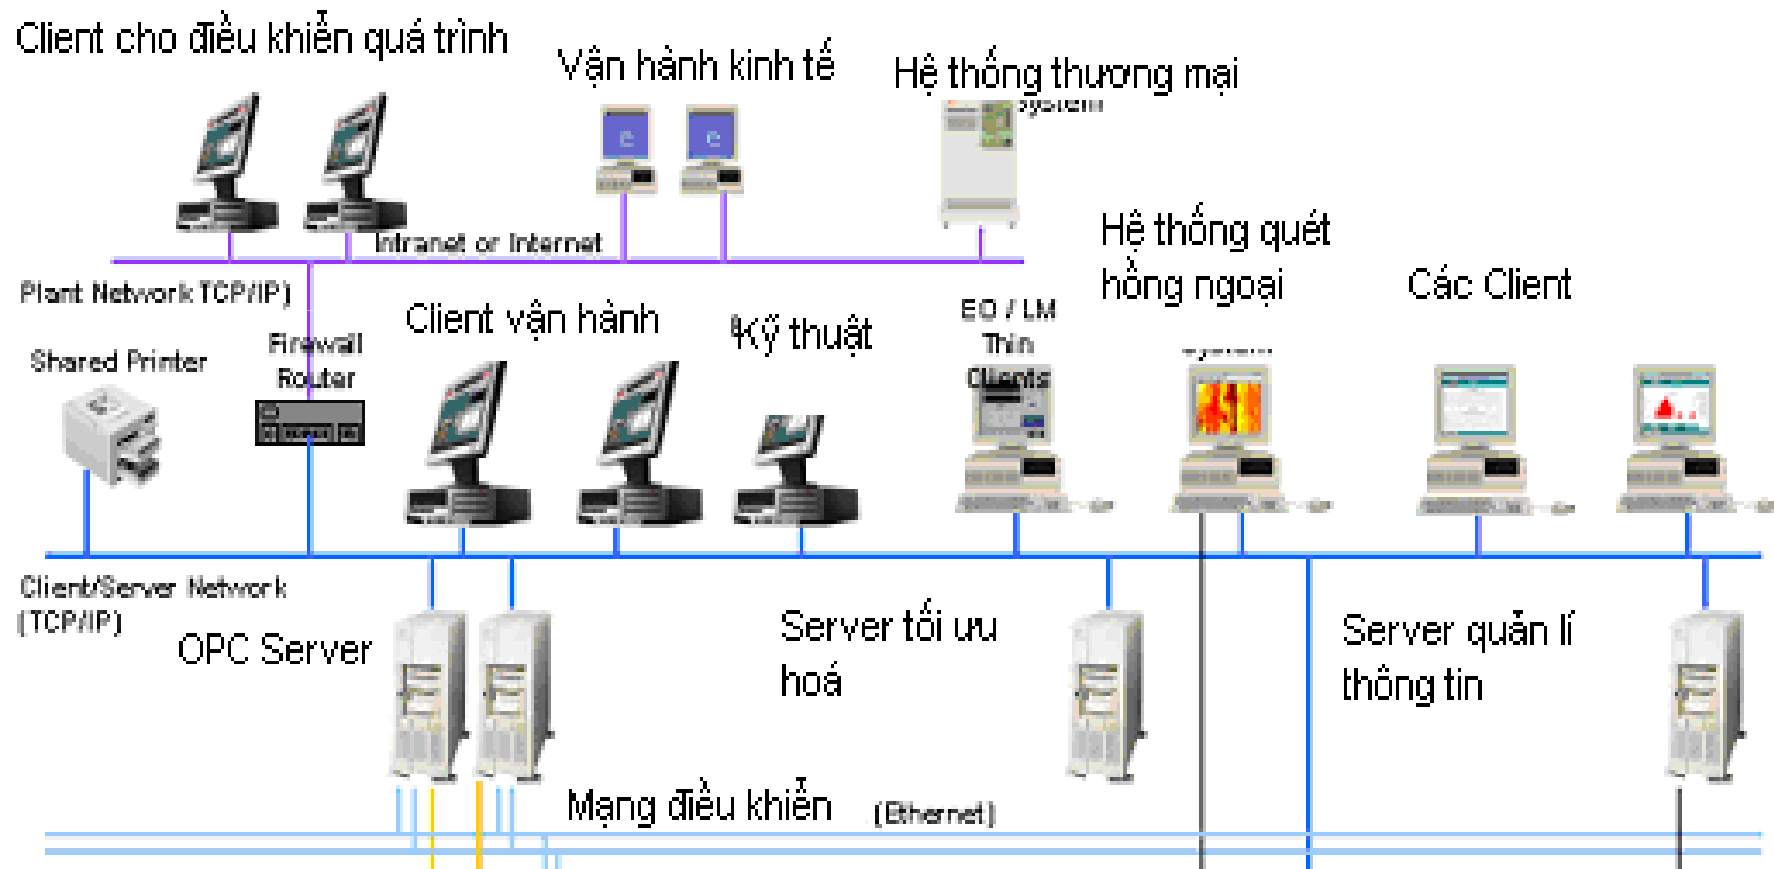 Client cho điều khiển quá trình
Vận hành kinh tế
Hệ thống thương mại
System
Intranet or Internet
Hệ thống quét
hồng ngoại
Các Client
Plant Network TCP/IP)
Client vận hành
Kỹ thuật
EO / LM
Thin
Clients
System
Shared Printer
Firewall
Router
Client/Server Network
(TCP/IP)
OPC Server
Server tối ưu
hoá
Server quản lí
thông tin
Mạng điều khiển
(Ethernet)